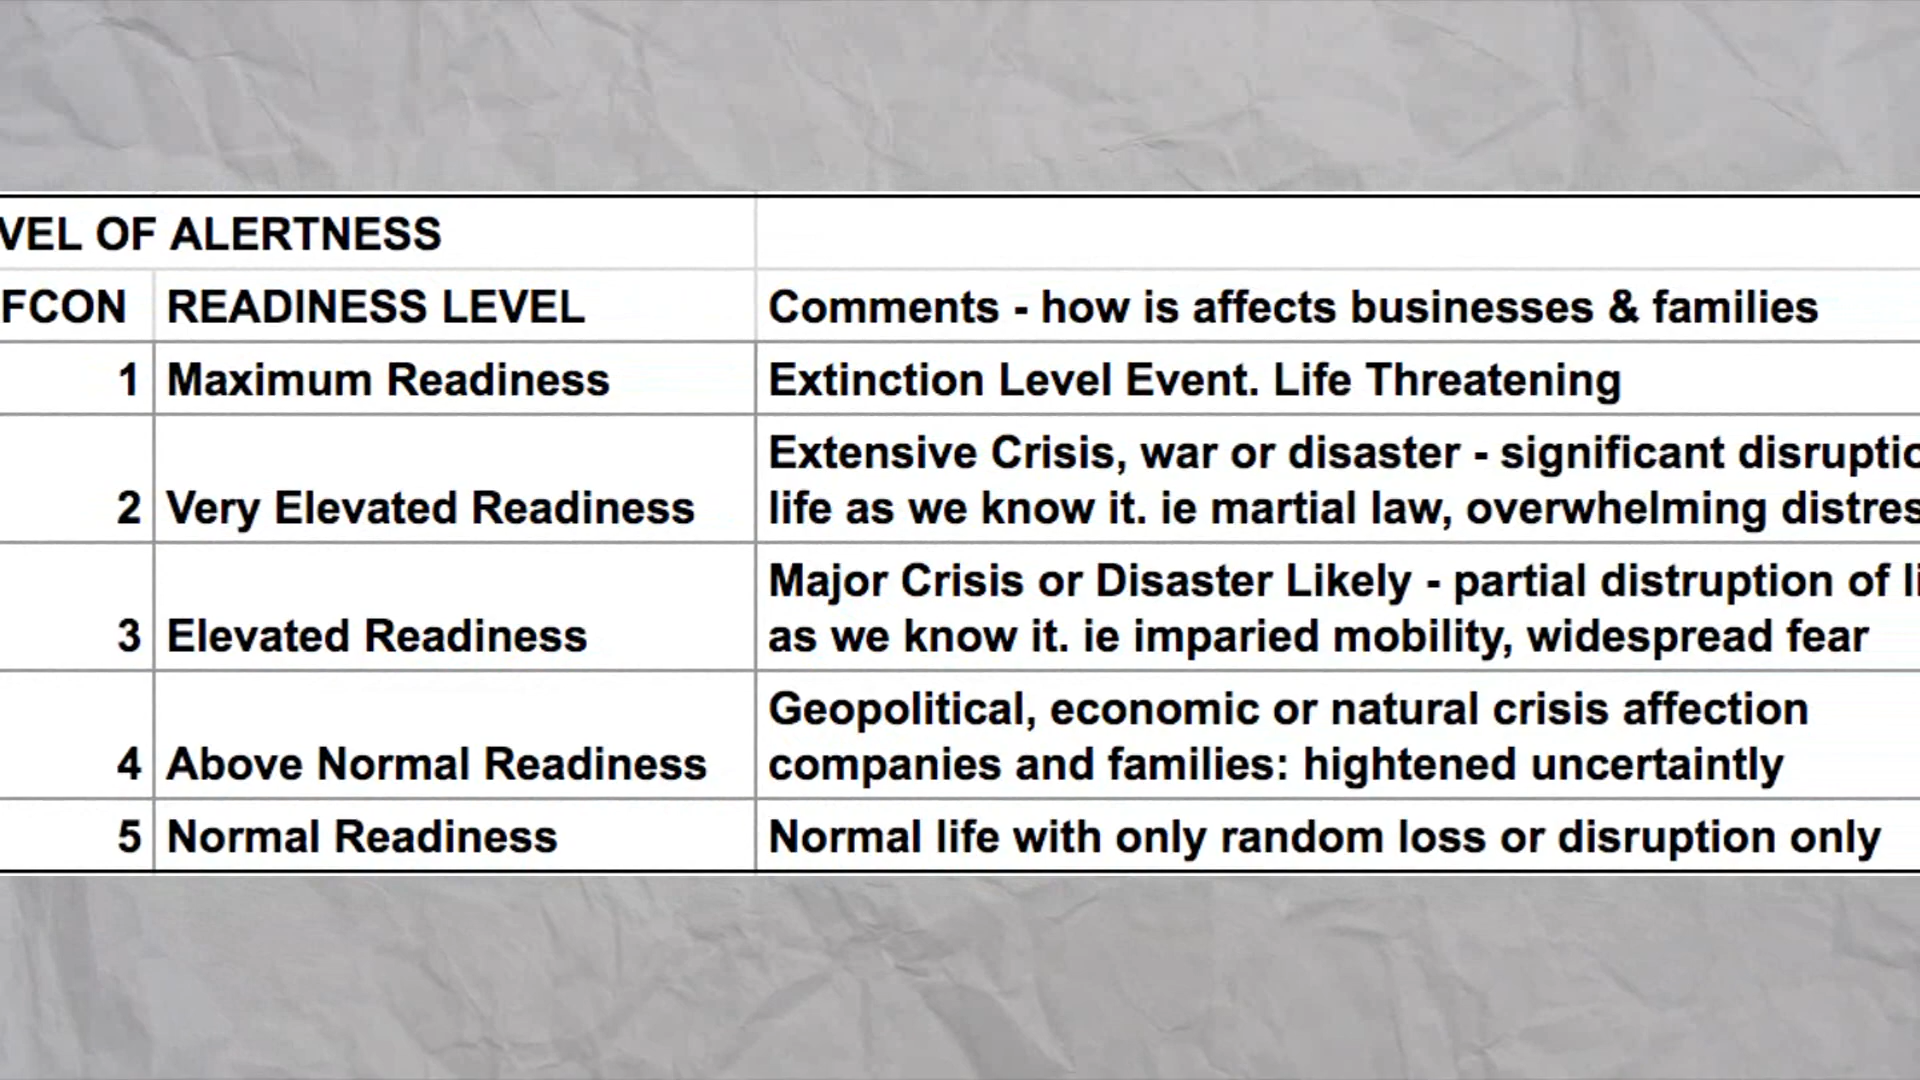 VEL OF ALERTNESS
FCON READINESS LEVEL Comments - how is affects businesses & families
1 Maximum Readiness Extinction Level Event. Life Threatening
Extensive Crisis, war or disaster - significant disruptio
2 Very Elevated Readiness life as we know it. ie martial law, overwhelming distres
Major Crisis or Disaster Likely - partial distruption of li
3 Elevated Readiness as we know it. ie imparied mobility, widespread fear
Geopolitical, economic or natural crisis affection
4 Above Normal Readiness companies and families: hightened uncertaintly
5 Normal Readiness Normal life with only random loss or disruption only